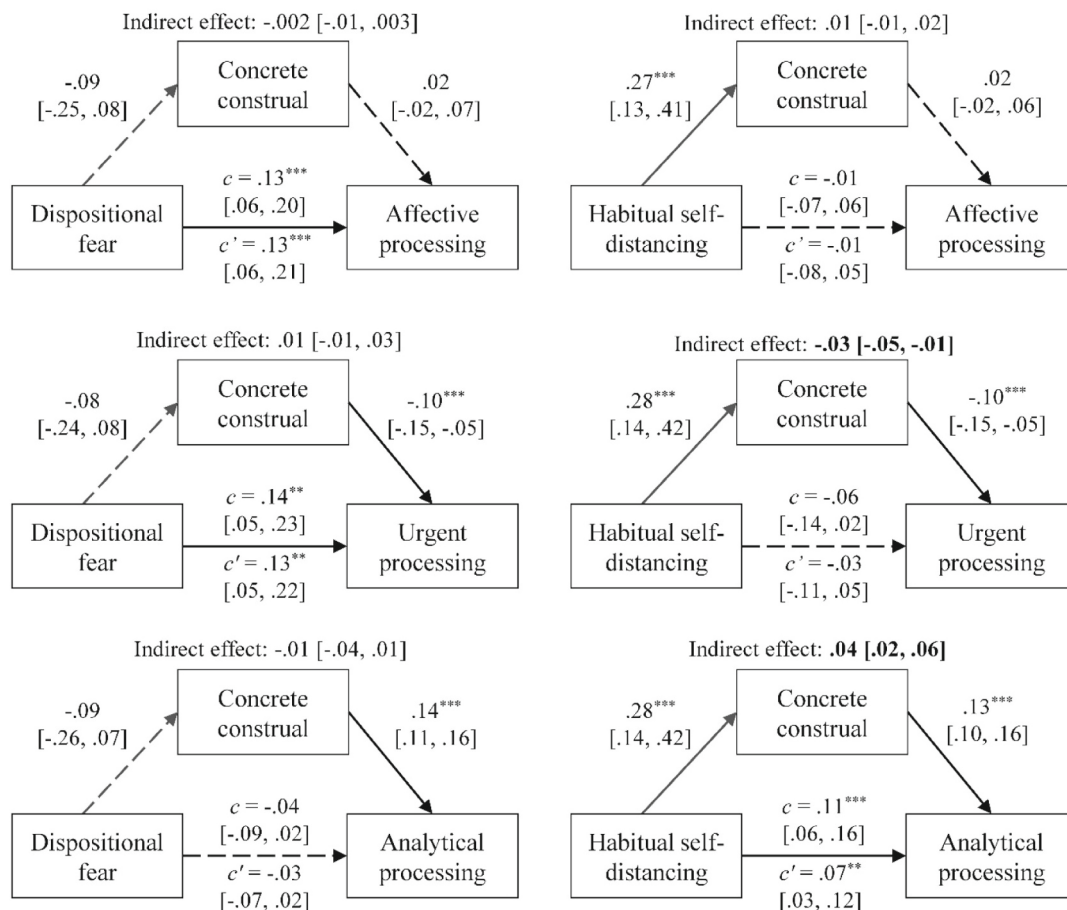 Indirect effect: -.002 [-.01, .003]
-.09
[-.25, .08]
Concrete
construal
.02
[-.02, .07]
Dispositional
fear
c = .13***
[.06, .20]
c' = .13***
[.06, .21]
Affective
processing
Indirect effect: .01 [-.01, .02]
.27***
[.13, .41]
Concrete
construal
.02
[-.02, .06]
Habitual self-
distancing
c = -.01
[-.07, .06]
c' = -.01
[-.08, .05]
Affective
processing
Indirect effect: .01 [-.01, .03]
-.08
[-.24, .08]
Concrete
construal
-.10***
[-.15, -.05]
Dispositional
fear
c = .14**
[.05, .23]
c' = .13**
[.05, .22]
Urgent
processing
Indirect effect: -.03 [-.05, -.01]
.28***
[.14, .42]
Concrete
construal
-.10***
[-.15, -.05]
Habitual self-
distancing
c = -.06
[-.14, .02]
c' = -.03
[-.11, .05]
Urgent
processing
Indirect effect: -.01 [-.04, .01]
-.09
[-.26, .07]
Concrete
construal
.14***
[.11, .16]
Dispositional
fear
c = -.04
[-.09, .02]
c' = -.03
[-.07, .02]
Analytical
processing
Indirect effect: .04 [.02, .06]
.28***
[.14, .42]
Concrete
construal
.13***
[.10, .16]
Habitual self-
distancing
c = .11***
[.06, .16]
c' = .07**
[.03, .12]
Analytical
processing